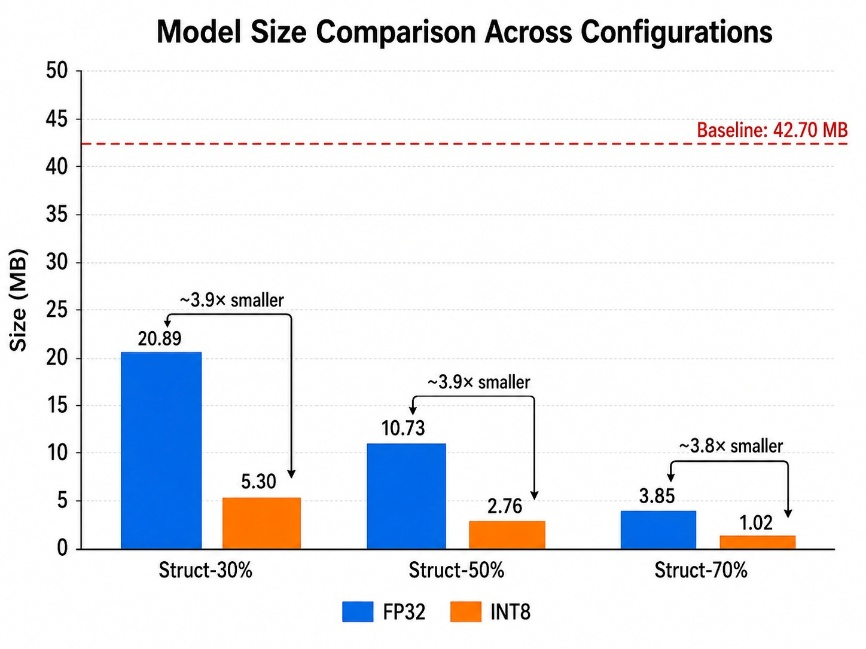 Model Size Comparison Across Configurations
50
45
Baseline: 42.70 MB
40
35
30
25
20
15
10
5
0
Size (MB)
~3.9× smaller
20.89
5.30
~3.9× smaller
10.73
2.76
~3.8× smaller
3.85
1.02
Struct-30% Struct-50% Struct-70%
FP32 INT8